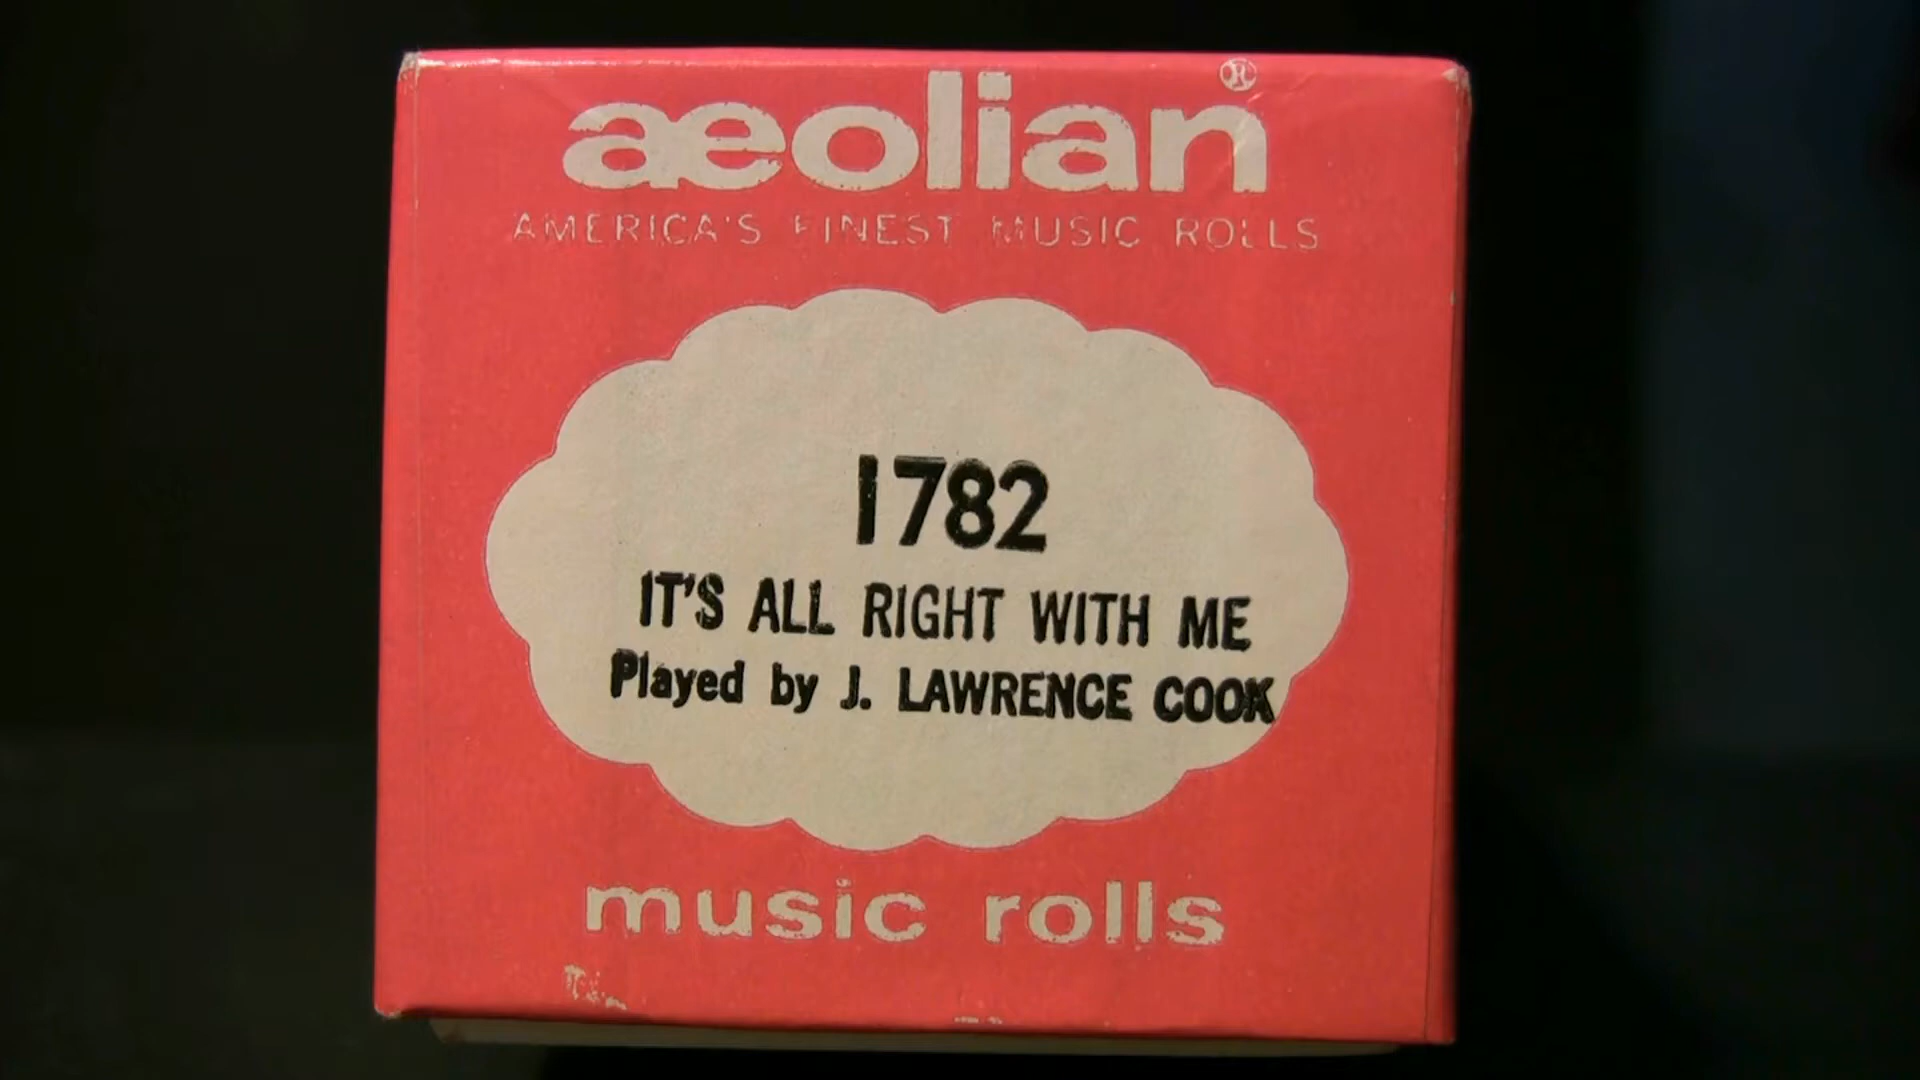 aeolian®
AMERICA'S FINEST MUSIC ROLLS
1782
IT'S ALL RIGHT WITH ME
Played by J. LAWRENCE COOK
music rolls